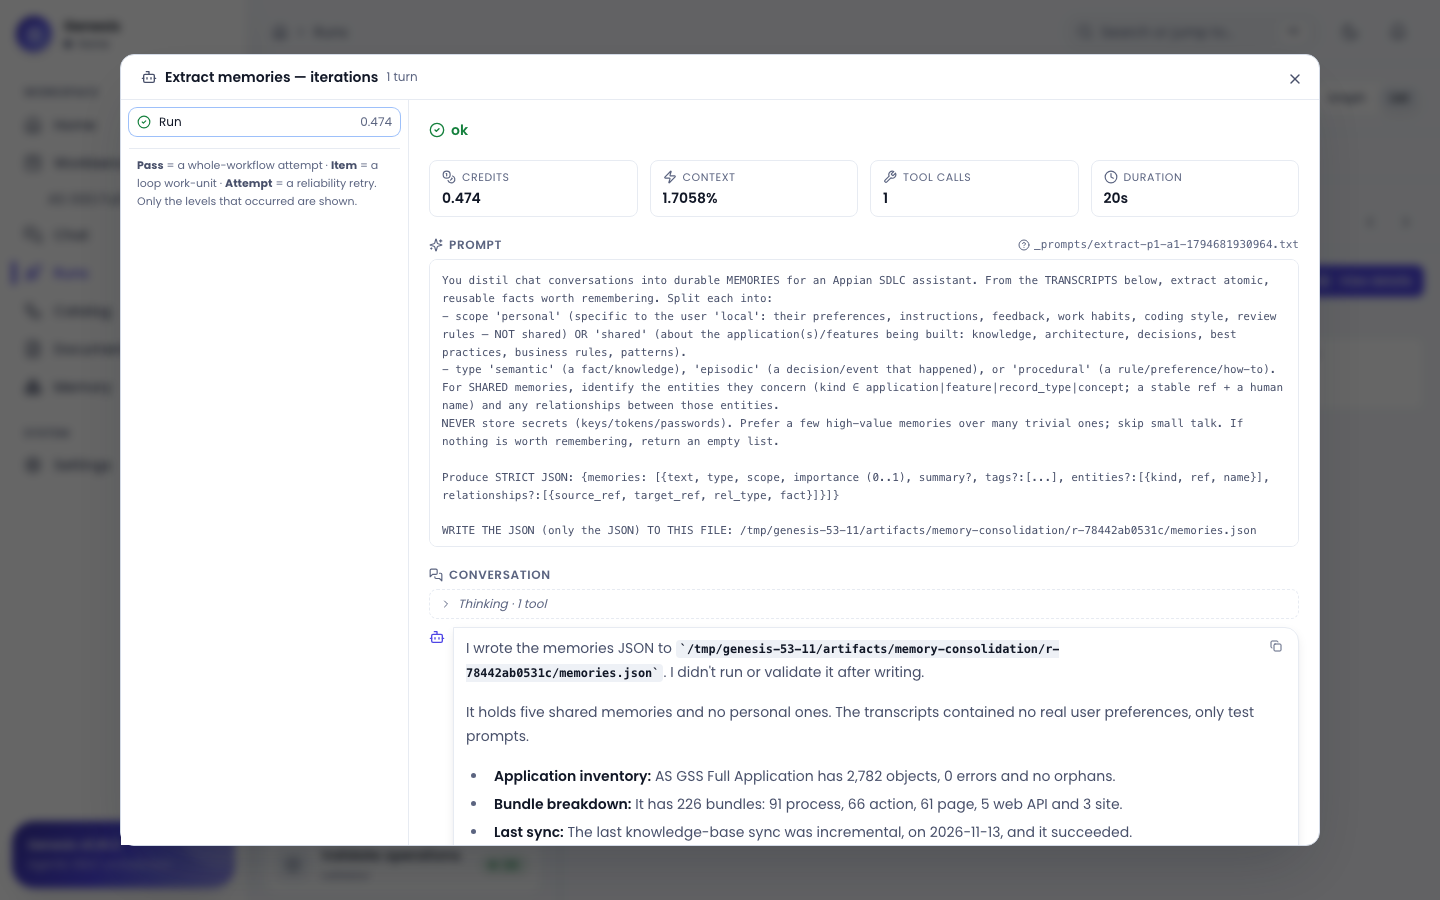 Extract memories — iterations 1 turn
Run 0.474
Pass = a whole-workflow attempt · Item = a
loop work-unit · Attempt = a reliability retry.
Only the levels that occurred are shown.
ok
CREDITS
0.474
CONTEXT
1.7058%
TOOL CALLS
1
DURATION
20s
PROMPT
_prompts/extract-p1-a1-1794681930964.txt
You distil chat conversations into durable MEMORIES for an Appian SDLC assistant. From the TRANSCRIPTS below, extract atomic,
reusable facts worth remembering. Split each into:
– scope 'personal' (specific to the user 'local': their preferences, instructions, feedback, work habits, coding style, review
rules — NOT shared) OR 'shared' (about the application(s)/features being built: knowledge, architecture, decisions, best
practices, business rules, patterns).
– type 'semantic' (a fact/knowledge), 'episodic' (a decision/event that happened), or 'procedural' (a rule/preference/how-to).
For SHARED memories, identify the entities they concern (kind ∈ application|feature|record_type|concept; a stable ref + a human
name) and any relationships between those entities.
NEVER store secrets (keys/tokens/passwords). Prefer a few high-value memories over many trivial ones; skip small talk. If
nothing is worth remembering, return an empty list.
Produce STRICT JSON: {memories: [{text, type, scope, importance (0..1), summary?, tags?:[...], entities?:[{kind, ref, name}],
relationships?:[{source_ref, target_ref, rel_type, fact}]}]}
WRITE THE JSON (only the JSON) TO THIS FILE: /tmp/genesis-53-11/artifacts/memory-consolidation/r-78442ab0531c/memories.json
CONVERSATION
Thinking · 1 tool
I wrote the memories JSON to `/tmp/genesis-53-11/artifacts/memory-consolidation/r-
78442ab0531c/memories.json`. I didn't run or validate it after writing.
It holds five shared memories and no personal ones. The transcripts contained no real user preferences, only test
prompts.
• Application inventory: AS GSS Full Application has 2,782 objects, 0 errors and no orphans.
• Bundle breakdown: It has 226 bundles: 91 process, 66 action, 61 page, 5 web API and 3 site.
• Last sync: The last knowledge-base sync was incremental, on 2026-11-13, and it succeeded.